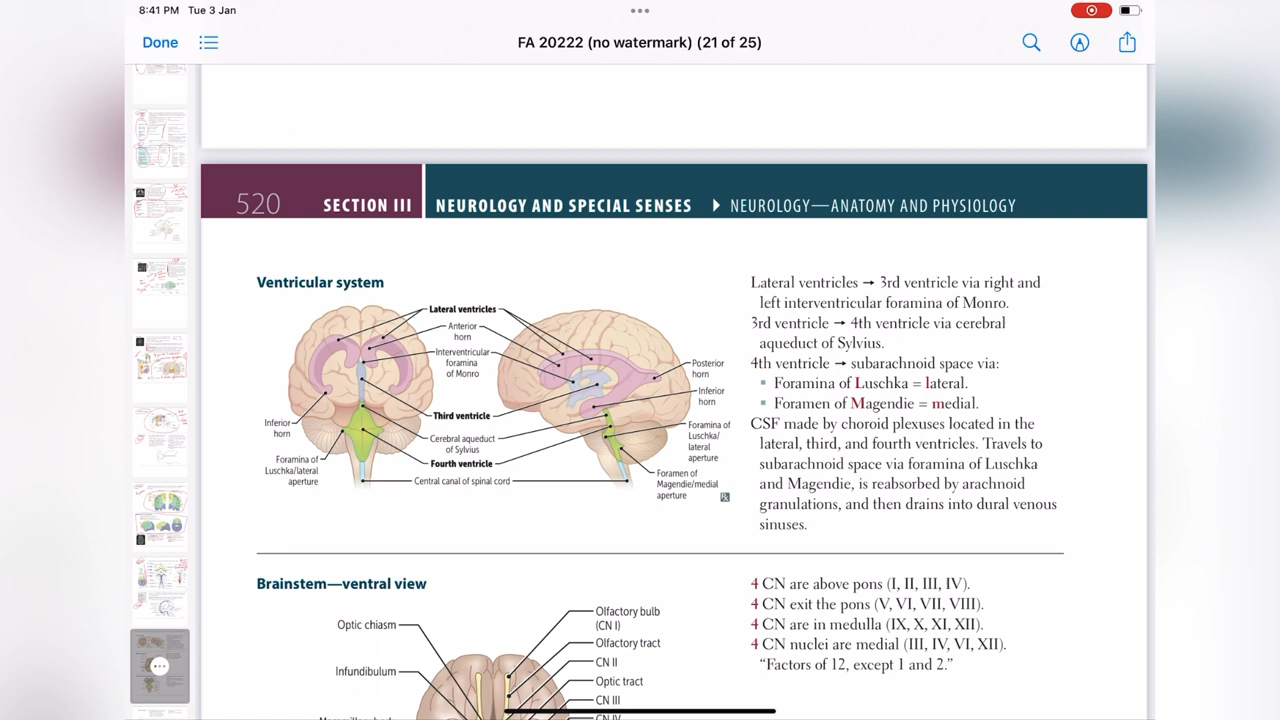 8:41 PM Tue 3 Jan
Done
FA 20222 (no watermark) (21 of 25)
520
SECTION III
NEUROLOGY AND SPECIAL SENSES
NEUROLOGY—ANATOMY AND PHYSIOLOGY
Ventricular system
Lateral ventricles
Anterior
horn
Interventricular
foramina
of Monro
Third ventricle
Cerebral aqueduct
of Sylvius
Fourth ventricle
Central canal of spinal cord
Inferior
horn
Foramina of
Luschka/lateral
aperture
Posterior
horn
Inferior
horn
Foramina of
Luschka/
lateral
aperture
Foramen of
Magendie/medial
aperture
Lateral ventricles → 3rd ventricle via right and
left interventricular foramina of Monro.
3rd ventricle → 4th ventricle via cerebral
aqueduct of Sylvius.
4th ventricle → subarachnoid space via:
▪ Foramina of Luschka = lateral.
▪ Foramen of Magendie = medial.
CSF made by choroid plexuses located in the
lateral, third, and fourth ventricles. Travels to
subarachnoid space via foramina of Luschka
and Magendie, is reabsorbed by arachnoid
granulations, and then drains into dural venous
sinuses.
Brainstem—ventral view
Optic chiasm
Infundibulum
Olfactory bulb
(CN I)
Olfactory tract
CN II
Optic tract
CN III
4 CN are above pons (I, II, III, IV).
4 CN exit the pons (V, VI, VII, VIII).
4 CN are in medulla (IX, X, XI, XII).
4 CN nuclei are medial (III, IV, VI, XII).
“Factors of 12, except 1 and 2.”